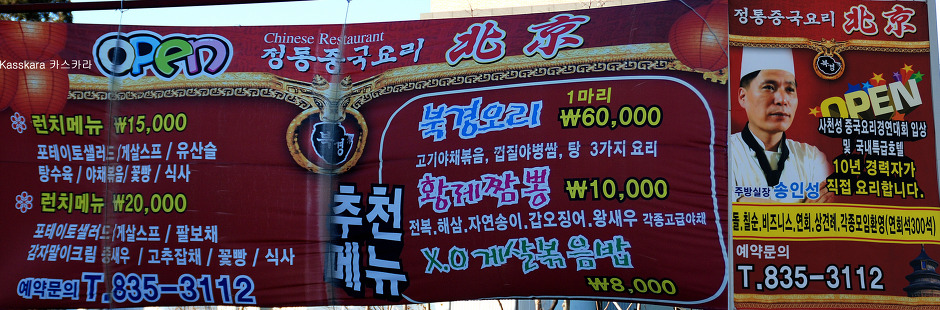 Kasskara 카스카라
OPEN
Chinese Restaurant
정통중국요리 北京
런치메뉴 ₩15,000
포테이트샐러드/게살스프/유산슬
탕수육/야채볶음/꽃빵/식사
런치메뉴 ₩20,000
포테이트샐러드/게살스프/팔보채
감자말이크림중새우/고추잡채/꽃빵/식사
예약문의 T.835-3112
북경
추천
메뉴
북경오리 1마리 ₩60,000
고기야채볶음, 껍질야병쌈, 탕 3가지 요리
황제짬뽕 ₩10,000
전복, 해삼, 자연송이, 갑오징어, 왕새우 각종고급야채
X.O 게살볶음밥
₩8,000
정통중국요리 北京
북경
OPEN
사천성 중국요리경연대회 입상
및 국내특급호텔
10년 경력자가
직접 요리합니다.
주방실장 송인성
돌, 칠순, 비즈니스, 연회, 상견례, 각종모임환영(연회석300석)
예약문의
T.835-3112